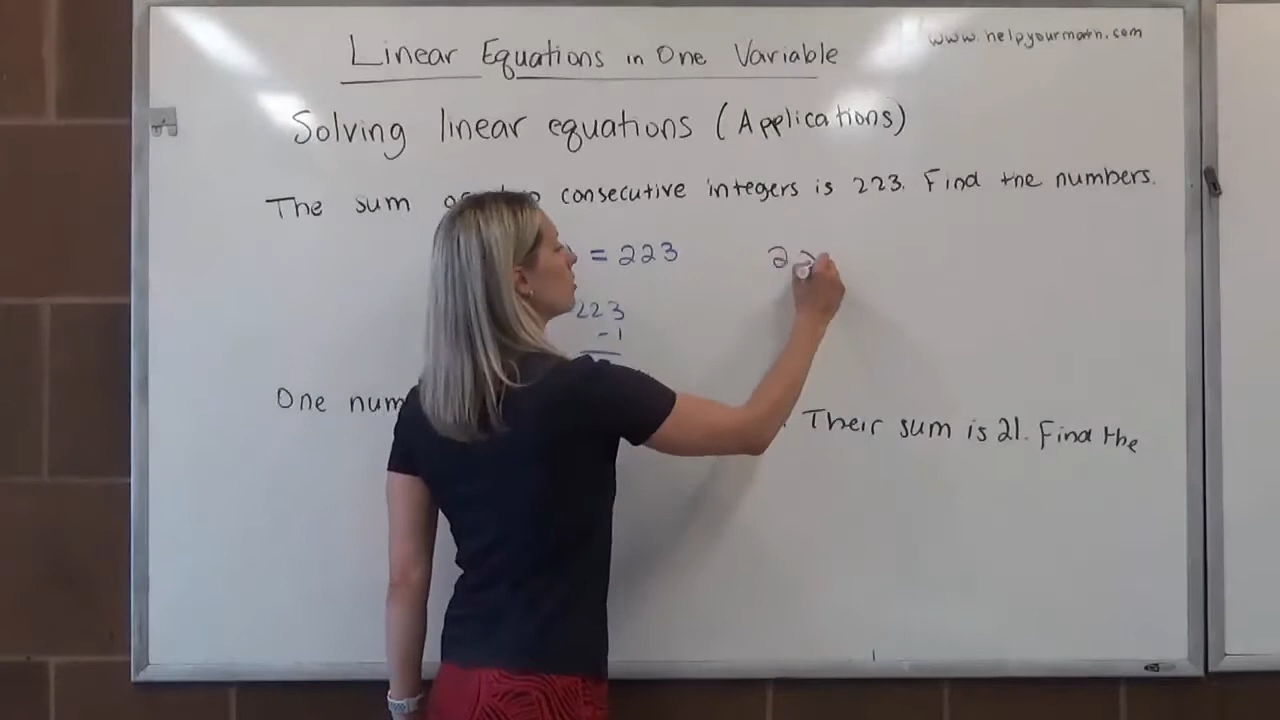 www.helpyourmath.com
Linear Equations in One Variable
Solving linear equations (Applications)
The sum consecutive integers is 223. Find the numbers.
= 223 22
223
-1
One num Their sum is 21. Find the